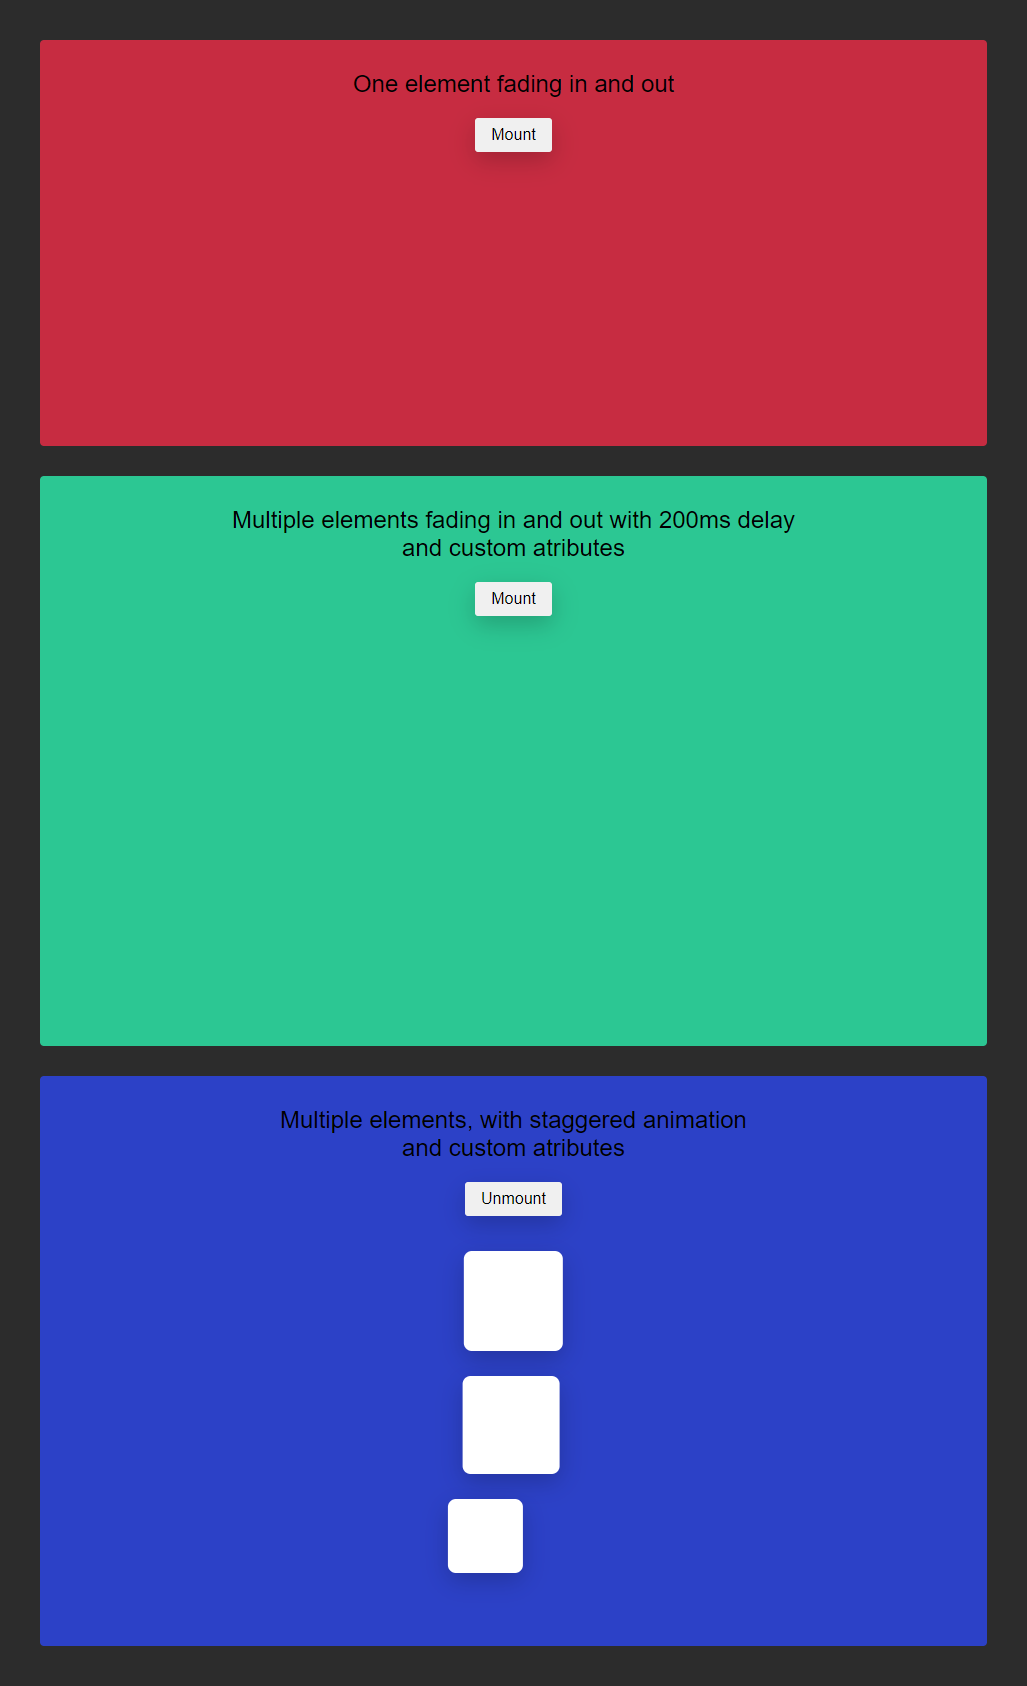 One element fading in and out
Mount
Multiple elements fading in and out with 200ms delay
and custom atributes
Mount
Multiple elements, with staggered animation
and custom atributes
Unmount